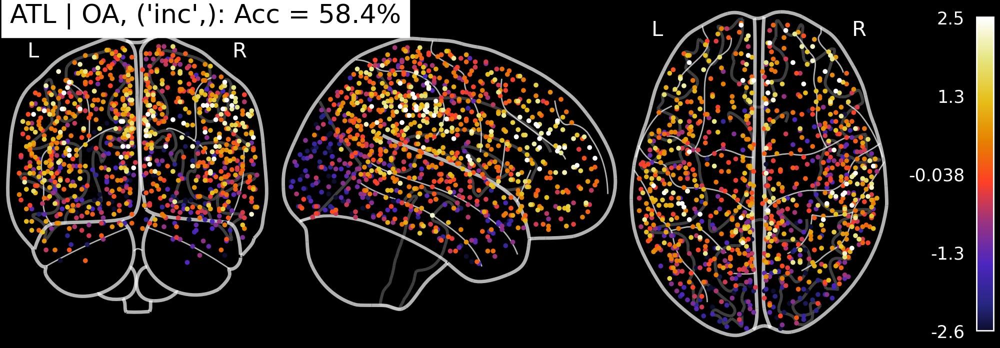 ATL | OA, ('inc',): Acc = 58.4%
L
R
L
R
2.5
1.3
-0.038
-1.3
-2.6